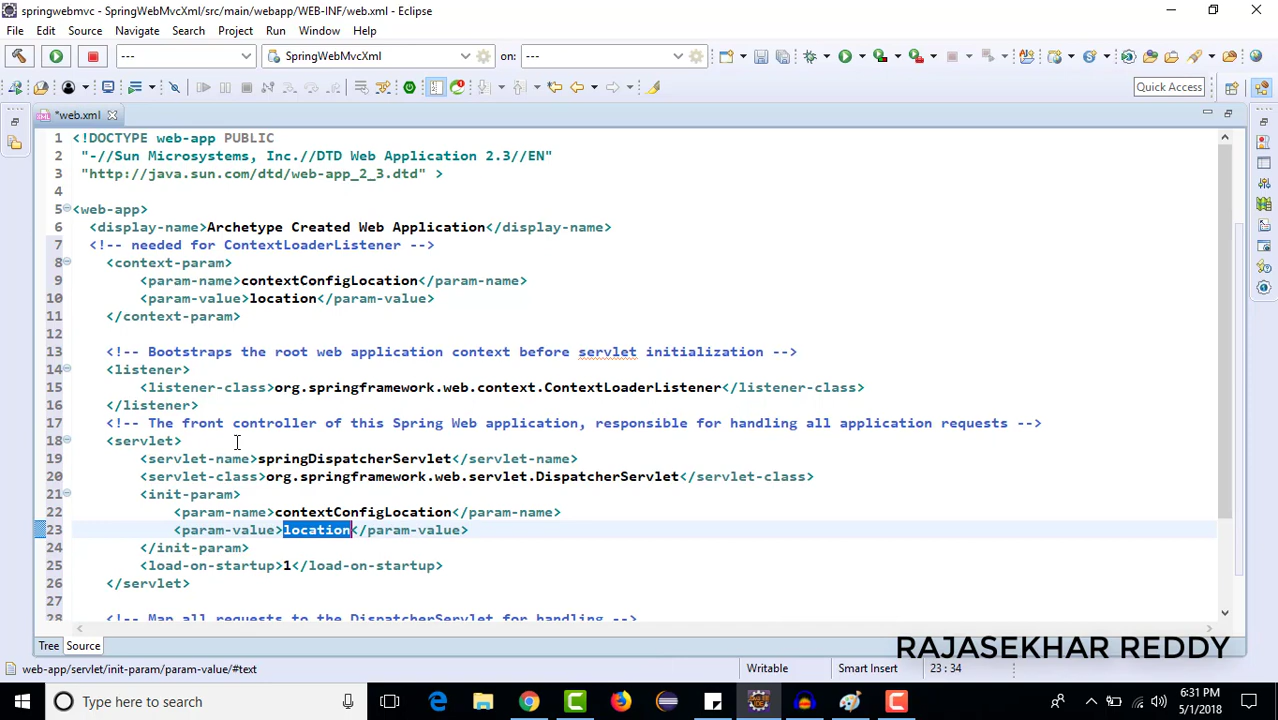 springwebmvc - SpringWebMvcXml/src/main/webapp/WEB-INF/web.xml - Eclipse
File Edit Source Navigate Search Project Run Window Help
--- SpringWebMvcXml on: ---
Quick Access
*web.xml
1 <!DOCTYPE web-app PUBLIC
2 "-//Sun Microsystems, Inc.//DTD Web Application 2.3//EN"
3 "http://java.sun.com/dtd/web-app_2_3.dtd" >
4
5 <web-app>
6 <display-name>Archetype Created Web Application</display-name>
7 <!-- needed for ContextLoaderListener -->
8 <context-param>
9 <param-name>contextConfigLocation</param-name>
10 <param-value>location</param-value>
11 </context-param>
12
13 <!-- Bootstraps the root web application context before servlet initialization -->
14 <listener>
15 <listener-class>org.springframework.web.context.ContextLoaderListener</listener-class>
16 </listener>
17 <!-- The front controller of this Spring Web application, responsible for handling all application requests -->
18 <servlet>
19 <servlet-name>springDispatcherServlet</servlet-name>
20 <servlet-class>org.springframework.web.servlet.DispatcherServlet</servlet-class>
21 <init-param>
22 <param-name>contextConfigLocation</param-name>
23 <param-value>location</param-value>
24 </init-param>
25 <load-on-startup>1</load-on-startup>
26 </servlet>
27
28 <!-- Map all requests to the DispatcherServlet for handling -->
Tree Source
RAJASEKHAR REDDY
web-app/servlet/init-param/param-value/#text Writable Smart Insert 23 : 34
Type here to search
6:31 PM
5/1/2018